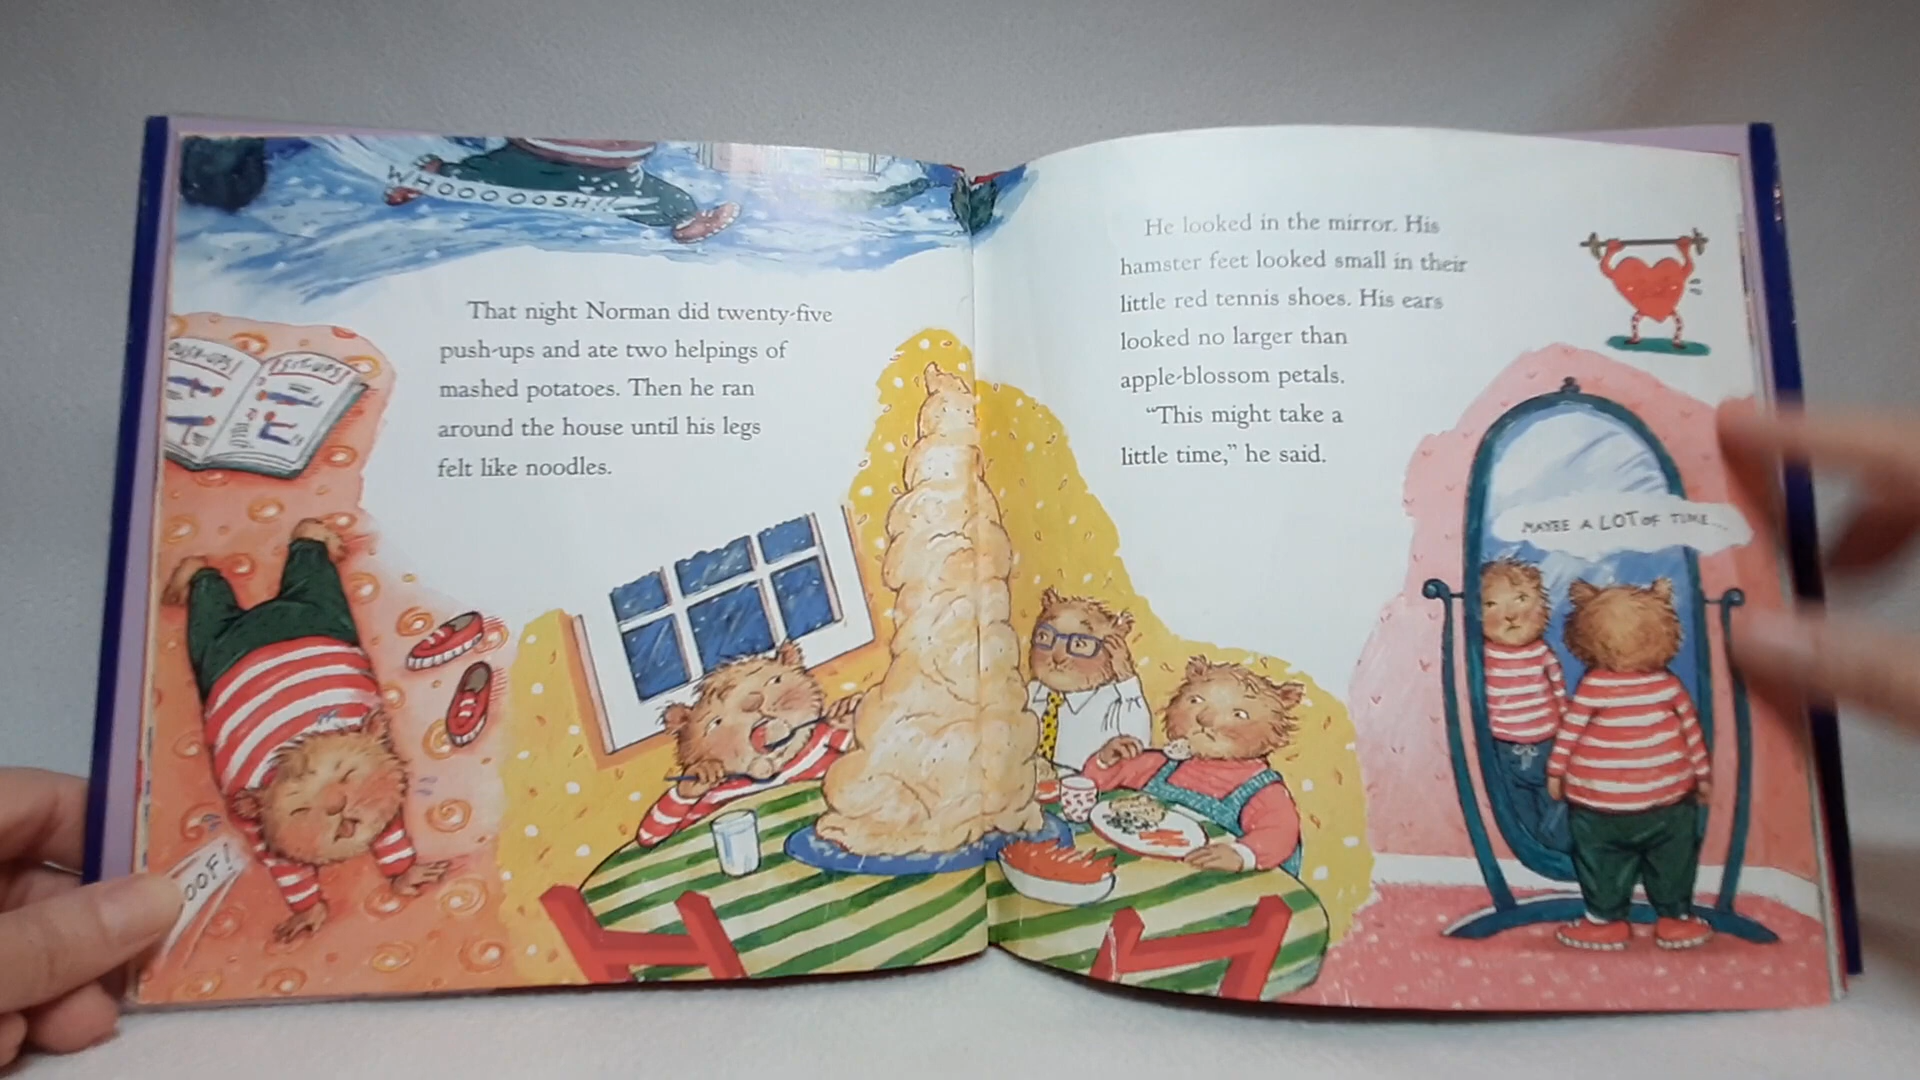 WHOOOOOSH!!
That night Norman did twenty-five
push-ups and ate two helpings of
mashed potatoes. Then he ran
around the house until his legs
felt like noodles.
PUSH-UPS
SIT-UPS
OOF!
He looked in the mirror. His
hamster feet looked small in their
little red tennis shoes. His ears
looked no larger than
apple-blossom petals.
“This might take a
little time,” he said.
MAYBE A LOT OF TIME...